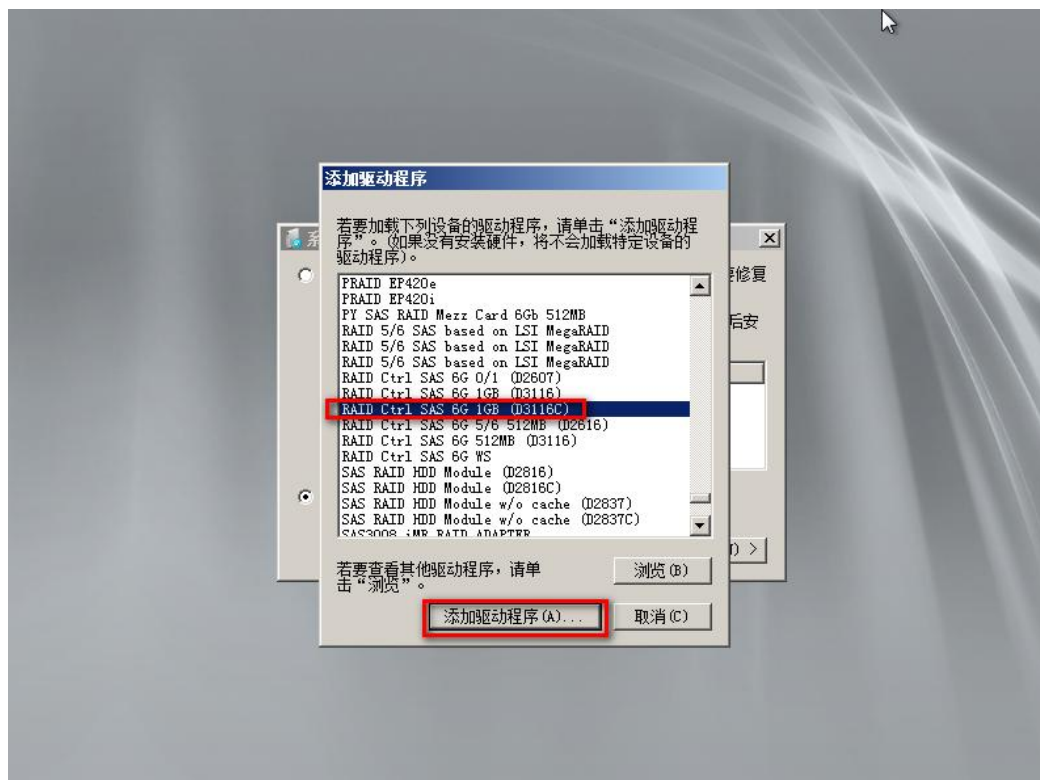 添加驱动程序
若要加载下列设备的驱动程序，请单击“添加驱动程
序”。(如果没有安装硬件，将不会加载特定设备的
驱动程序)。
系
修复
后安
PRAID EP420e
PRAID EP420i
PY SAS RAID Mezz Card 6Gb 512MB
RAID 5/6 SAS based on LSI MegaRAID
RAID 5/6 SAS based on LSI MegaRAID
RAID 5/6 SAS based on LSI MegaRAID
RAID Ctrl SAS 6G 0/1 (D2607)
RAID Ctrl SAS 6G 1GB (D3116)
RAID Ctrl SAS 6G 1GB (D3116C)
RAID Ctrl SAS 6G 5/6 512MB (D2616)
RAID Ctrl SAS 6G 512MB (D3116)
RAID Ctrl SAS 6G WS
SAS RAID HDD Module (D2816)
SAS RAID HDD Module (D2816C)
SAS RAID HDD Module w/o cache (D2837)
SAS RAID HDD Module w/o cache (D2837C)
SAS3008 iMR RAID ADAPTER
若要查看其他驱动程序，请单
击“浏览”。
浏览(B)
) >
添加驱动程序(A)...
取消(C)